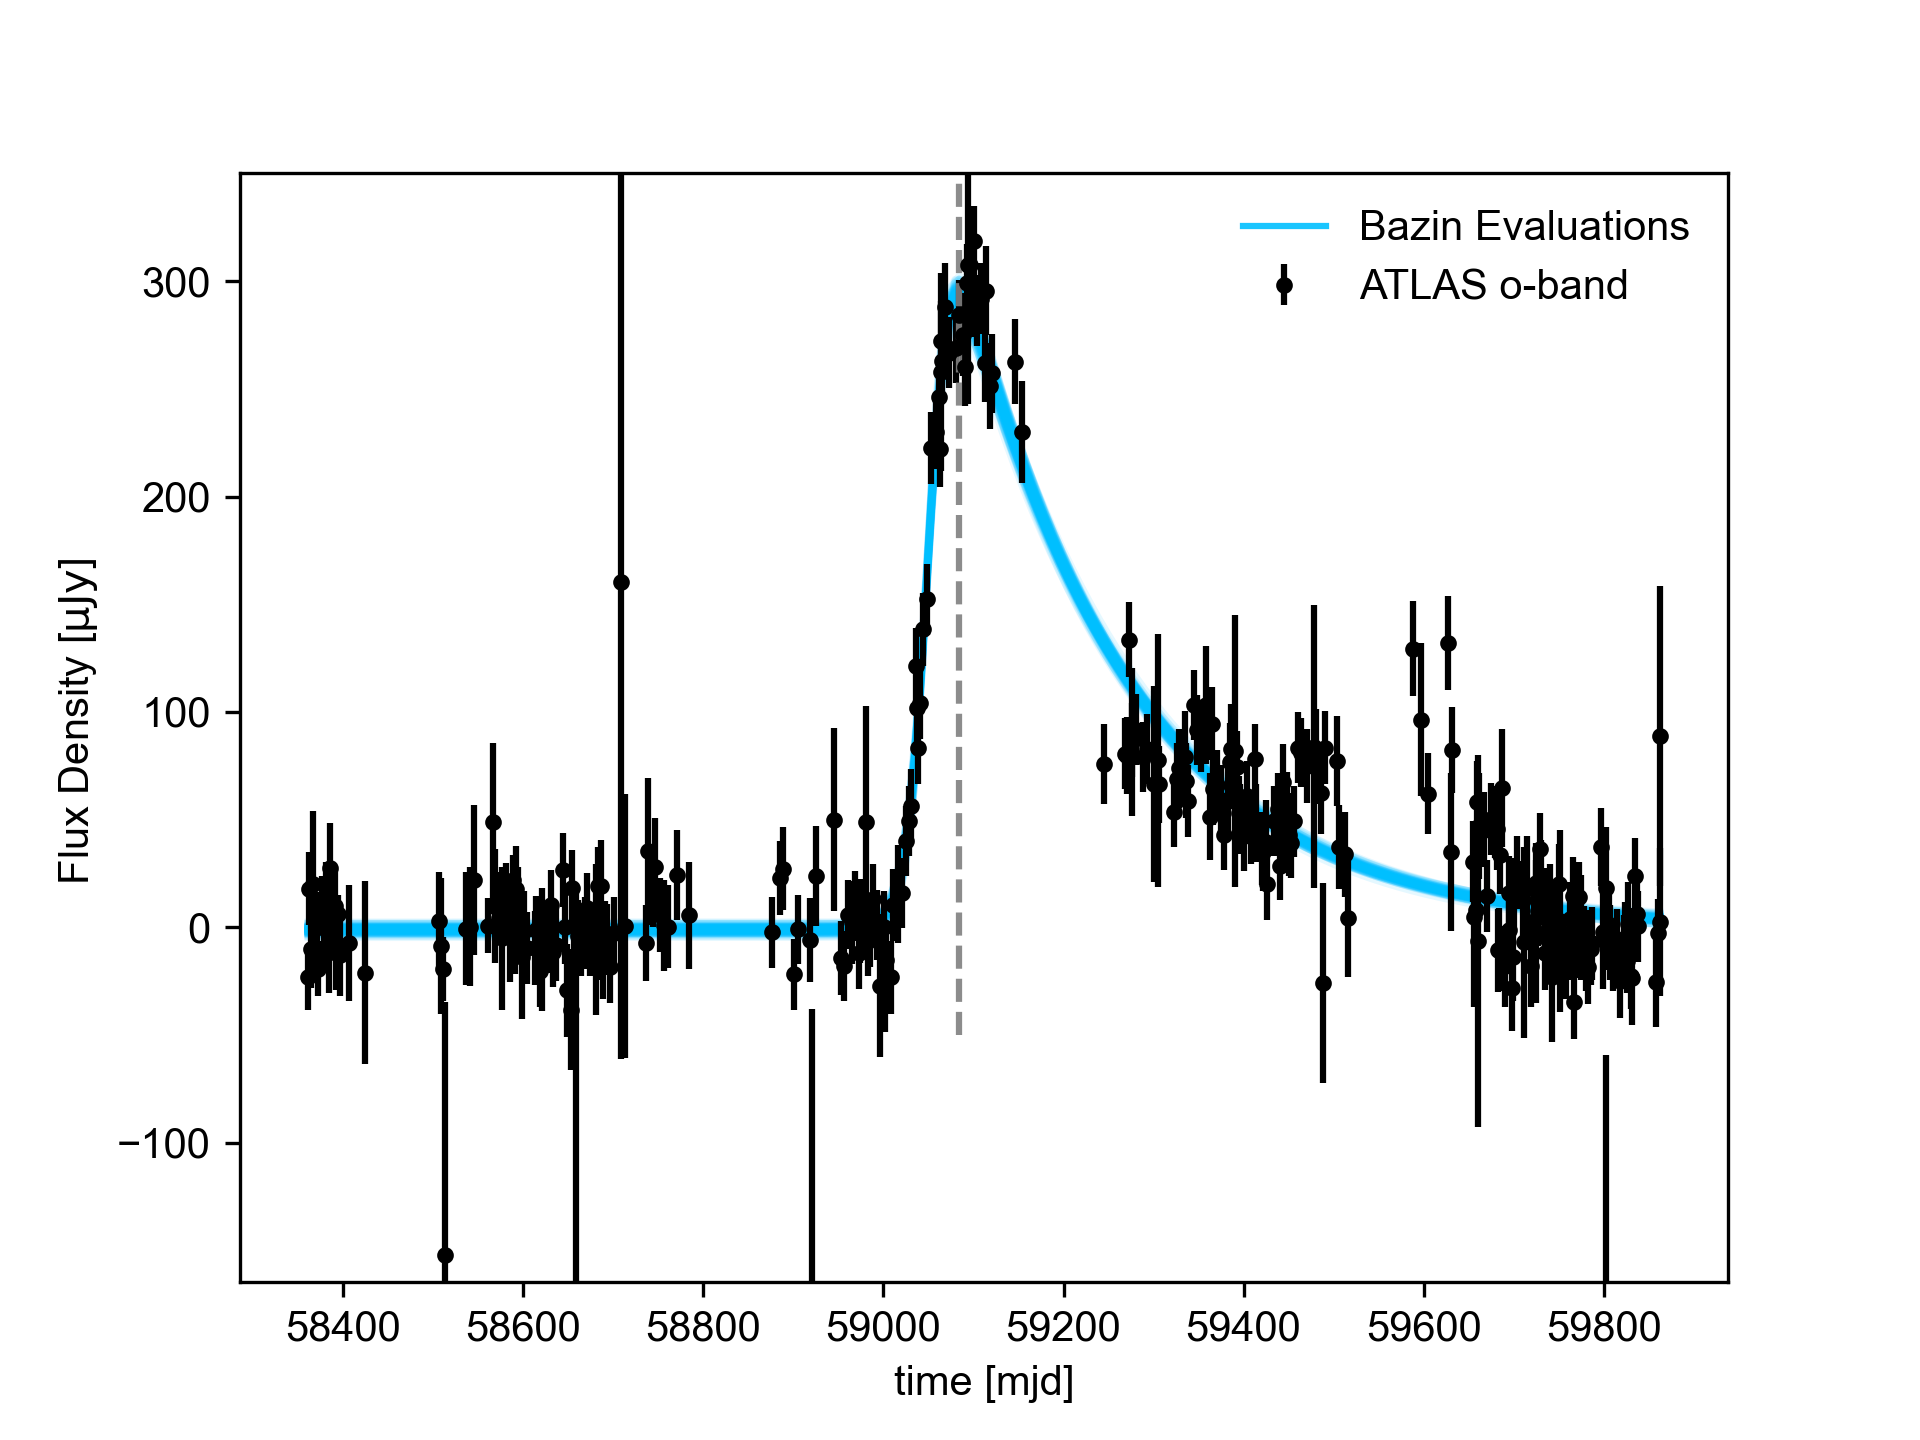 Bazin Evaluations
ATLAS o-band
300
200
100
0
−100
Flux Density [µJy]
58400 58600 58800 59000 59200 59400 59600 59800
time [mjd]